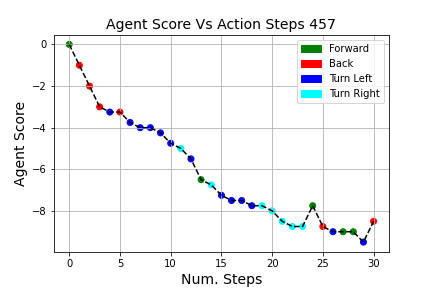 Agent Score Vs Action Steps 457
Forward
Back
Turn Left
Turn Right
Agent Score
0
−2
−4
−6
−8
0 5 10 15 20 25 30
Num. Steps